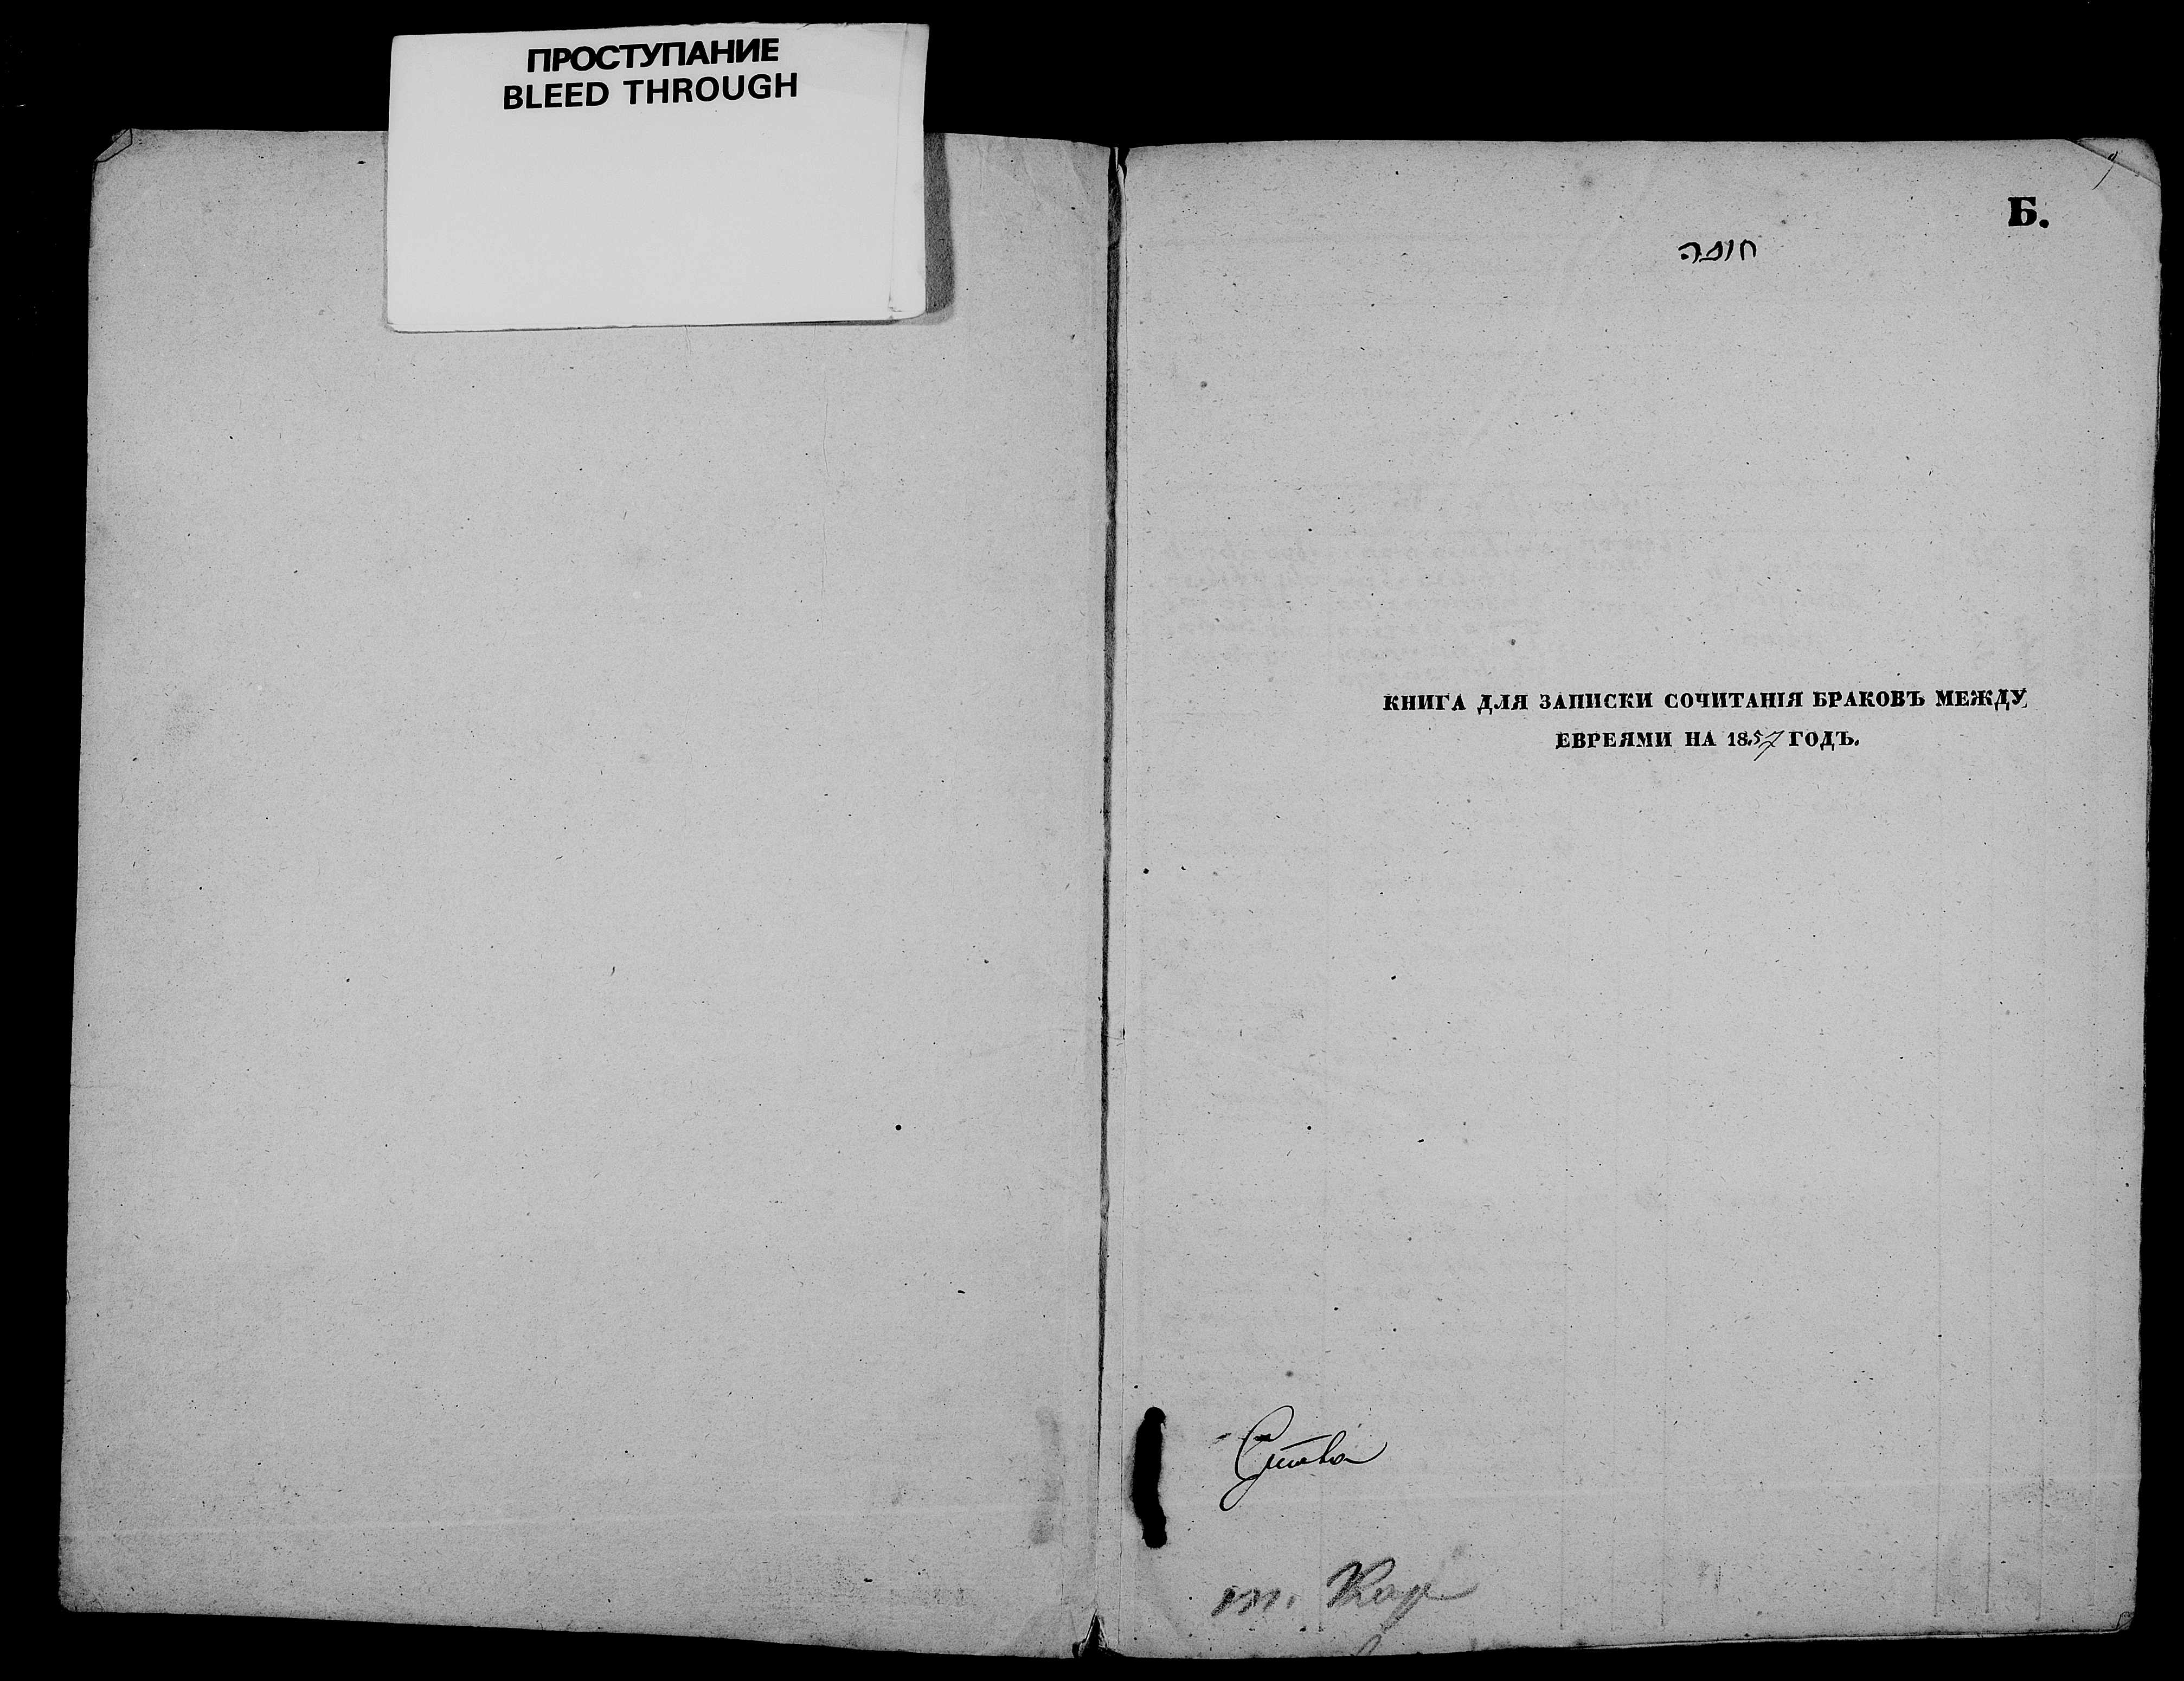 ПРОСТУПАНИЕ
BLEED THROUGH
Б.
חופה
КНИГА ДЛЯ ЗАПИСКИ СОЧИТАНІЯ БРАКОВЪ МЕЖДУ
ЕВРЕЯМИ НА 1857 ГОДЪ.